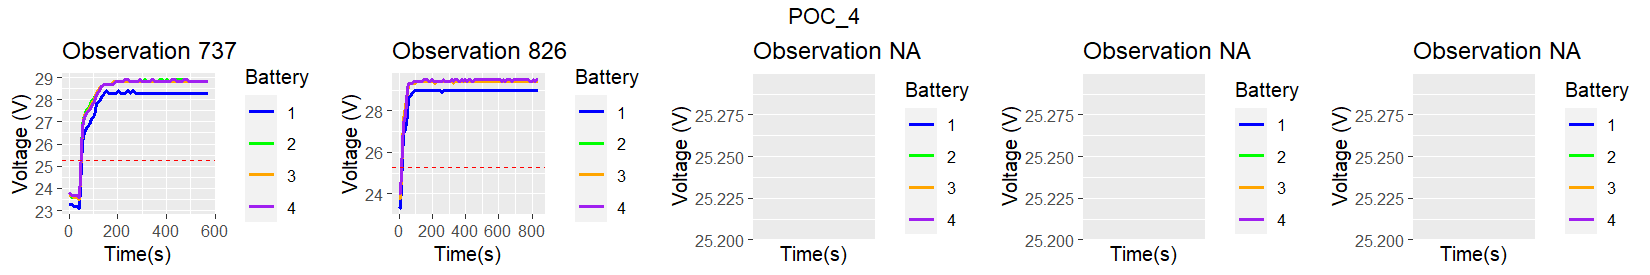 POC_4
Observation 737
Voltage (V)
29
28
27
26
25
24
23
0 200 400 600
Time(s)
Battery
1
2
3
4
Observation 826
Voltage (V)
28
26
24
0 200 400 600 800
Time(s)
Battery
1
2
3
4
Observation NA
Voltage (V)
25.275
25.250
25.225
25.200
Time(s)
Battery
1
2
3
4
Observation NA
Voltage (V)
25.275
25.250
25.225
25.200
Time(s)
Battery
1
2
3
4
Observation NA
Voltage (V)
25.275
25.250
25.225
25.200
Time(s)
Battery
1
2
3
4